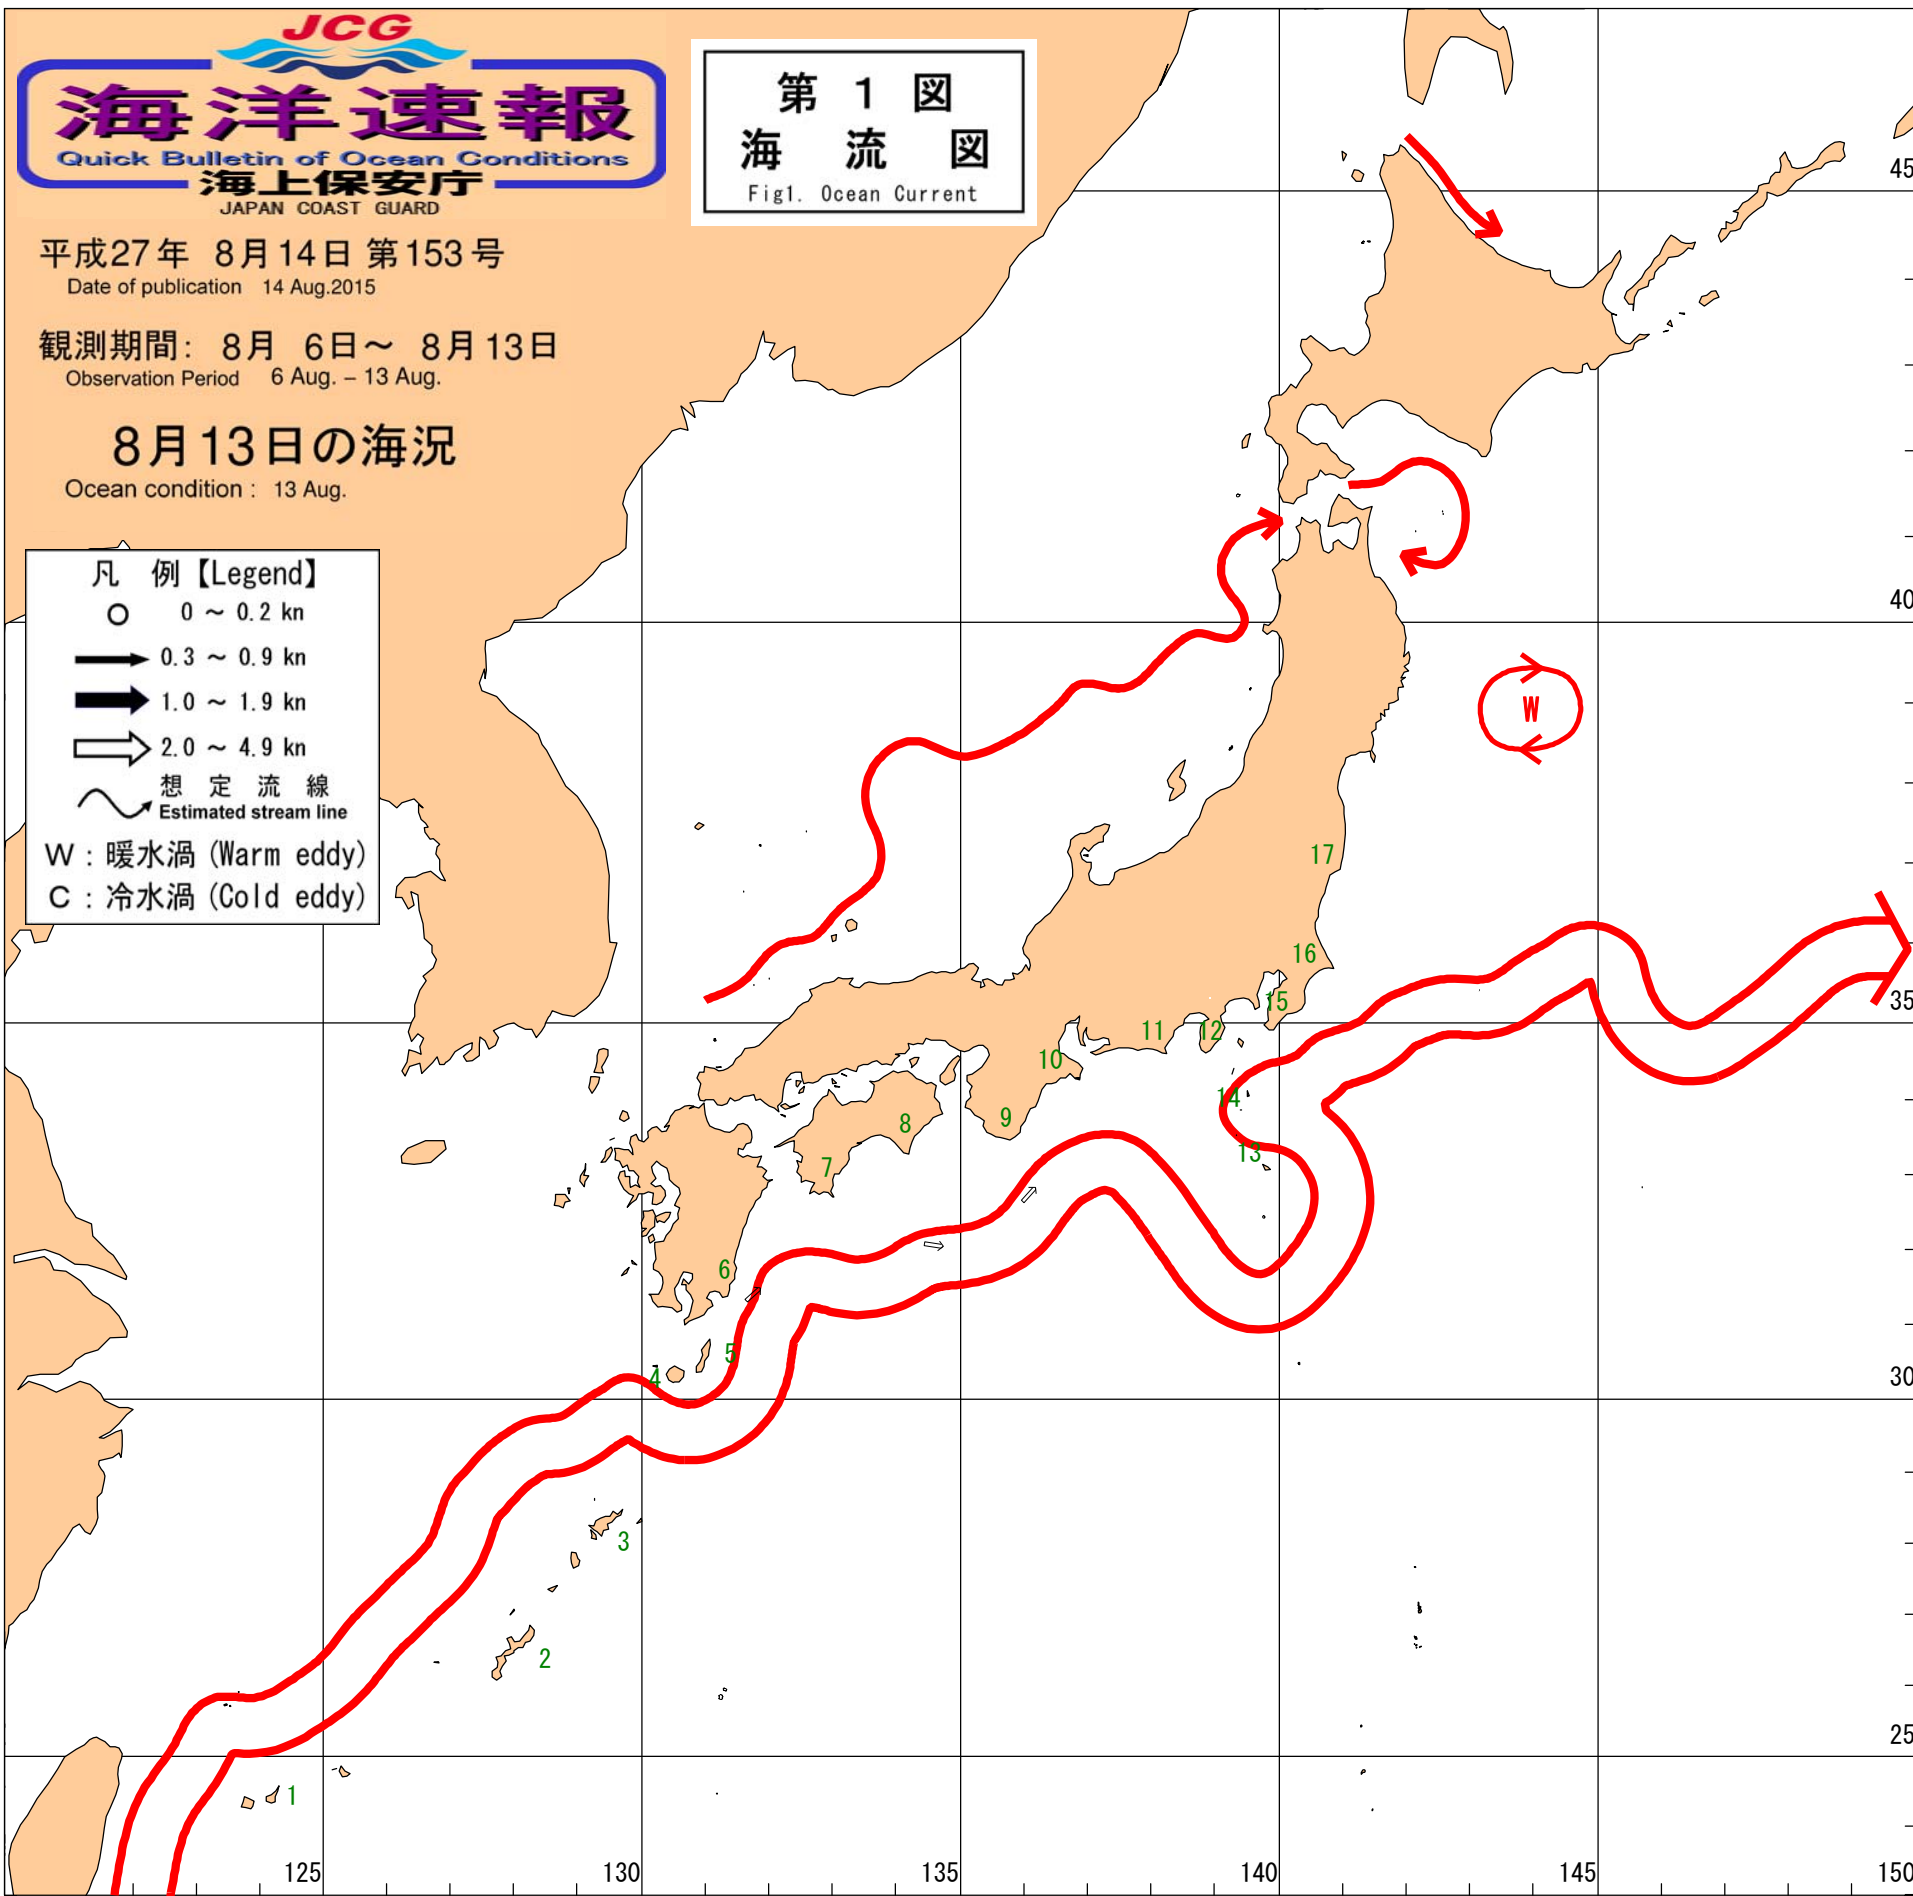 JCG
海洋速報
Quick Bulletin of Ocean Conditions
海上保安庁
JAPAN COAST GUARD
第 1 図
海 流 図
Fig1. Ocean Current
平成27年 8月14日 第153号
Date of publication 14 Aug.2015
観測期間: 8月 6日～ 8月13日
Observation Period 6 Aug. – 13 Aug.
8月13日の海況
Ocean condition : 13 Aug.
凡 例【Legend】
0 ～ 0.2 kn
0.3 ～ 0.9 kn
1.0 ～ 1.9 kn
2.0 ～ 4.9 kn
想 定 流 線
Estimated stream line
W : 暖水渦 (Warm eddy)
C : 冷水渦 (Cold eddy)
45
40
W
17
16
35
15
12
11
10
14
9
8
13
7
6
5
4
30
3
2
25
1
125
130
135
140
145
150